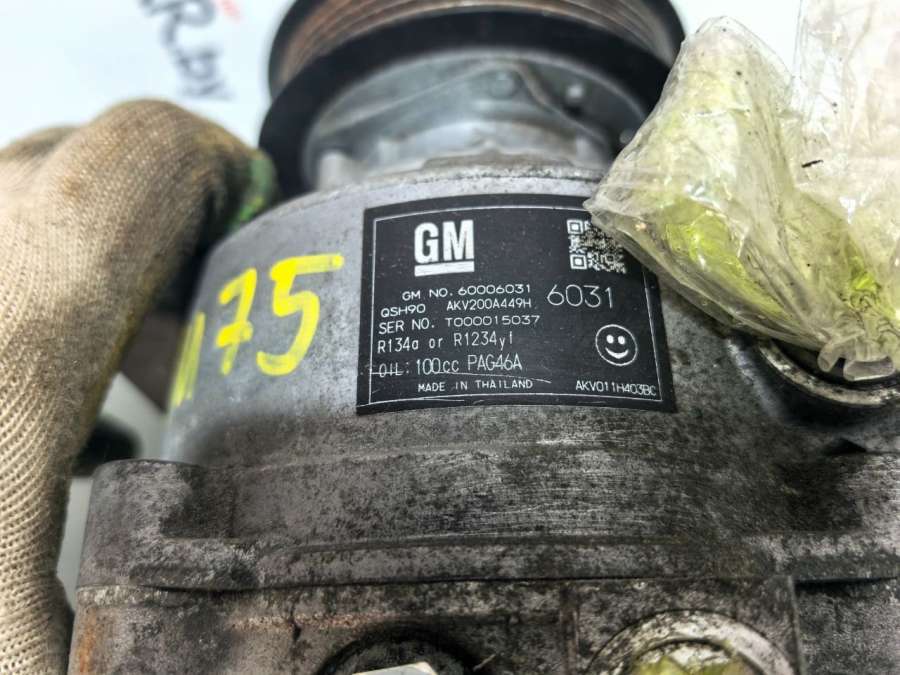 GM
GM NO. 60006031
QSH90 AKV200A449H 6031
SER NO. T000015037
R134a or R1234yf
OIL: 100cc PAG46A
MADE IN THAILAND AKV011H403BC
75